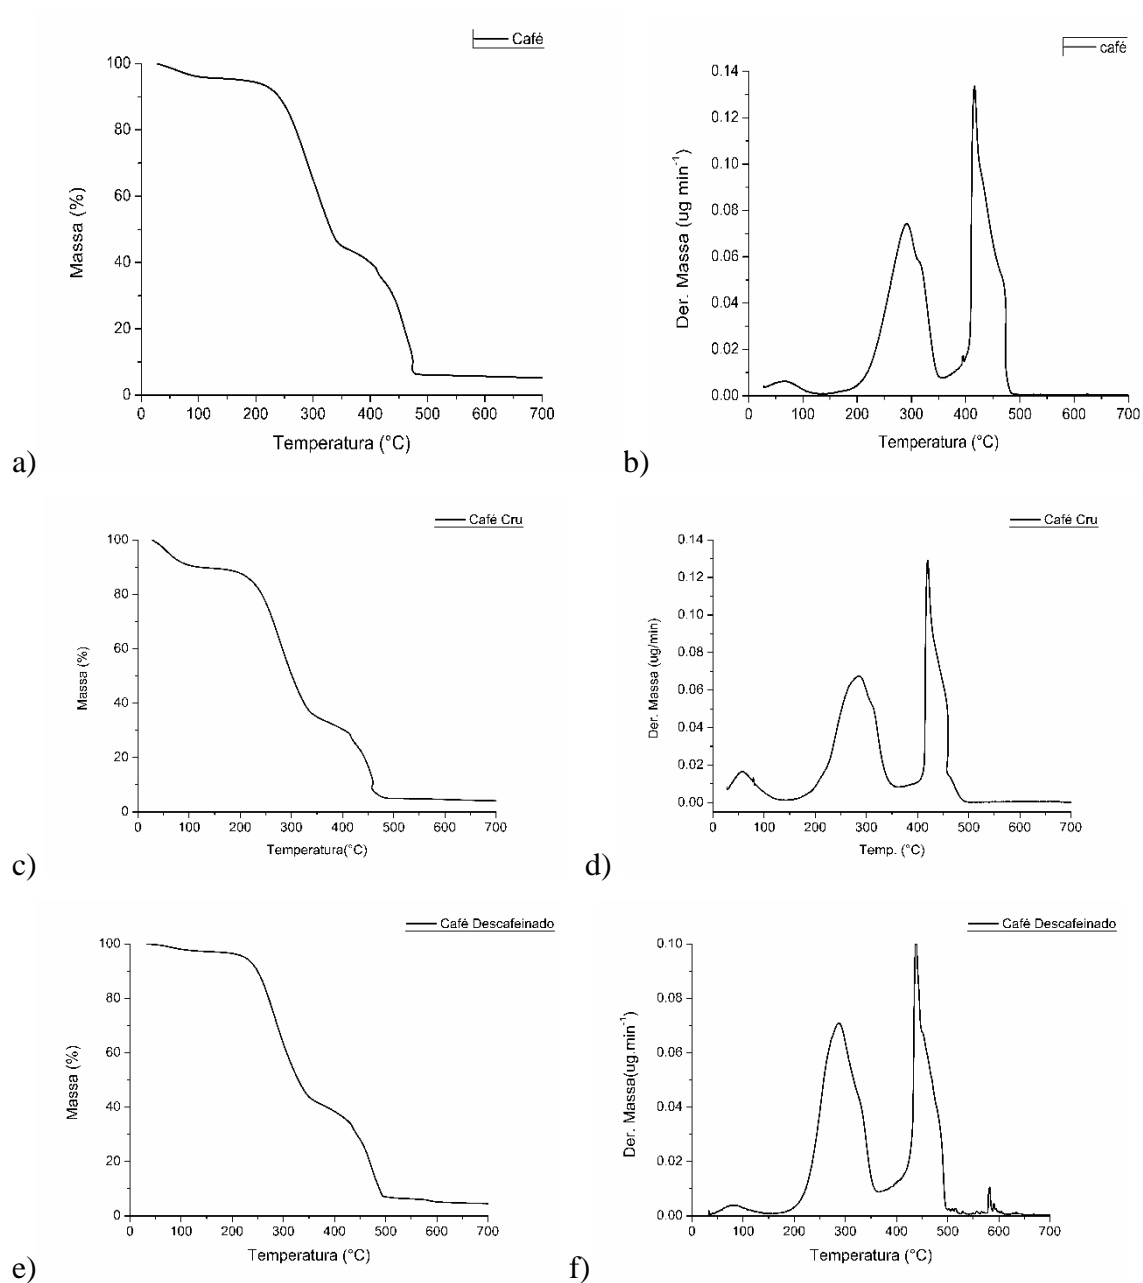 Café
100
80
60
40
20
0
0 100 200 300 400 500 600 700
Massa (%)
Temperatura (°C)
a)
café
0.14
0.12
0.10
0.08
0.06
0.04
0.02
0.00
0 100 200 300 400 500 600 700
Der. Massa (ug min-1)
Temperatura (°C)
b)
Café Cru
100
80
60
40
20
0
0 100 200 300 400 500 600 700
Massa (%)
Temperatura(°C)
c)
Café Cru
0.14
0.12
0.10
0.08
0.06
0.04
0.02
0.00
0 100 200 300 400 500 600 700
Der. Massa (ug/min)
Temp. (°C)
d)
Café Descafeinado
100
80
60
40
20
0
0 100 200 300 400 500 600 700
Massa (%)
Temperatura (°C)
e)
Café Descafeinado
0.10
0.08
0.06
0.04
0.02
0.00
0 100 200 300 400 500 600 700
Der. Massa(ug.min-1)
Temperatura (°C)
f)